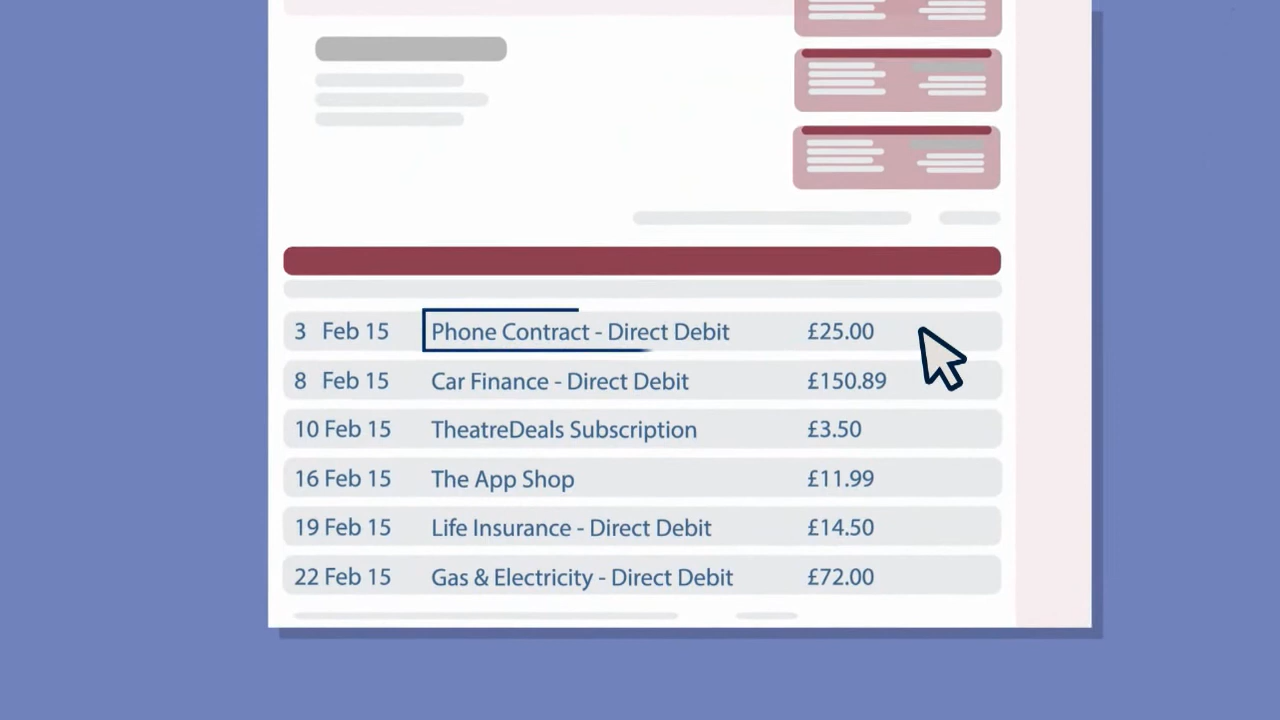 3 Feb 15 Phone Contract - Direct Debit £25.00
8 Feb 15 Car Finance - Direct Debit £150.89
10 Feb 15 TheatreDeals Subscription £3.50
16 Feb 15 The App Shop £11.99
19 Feb 15 Life Insurance - Direct Debit £14.50
22 Feb 15 Gas & Electricity - Direct Debit £72.00